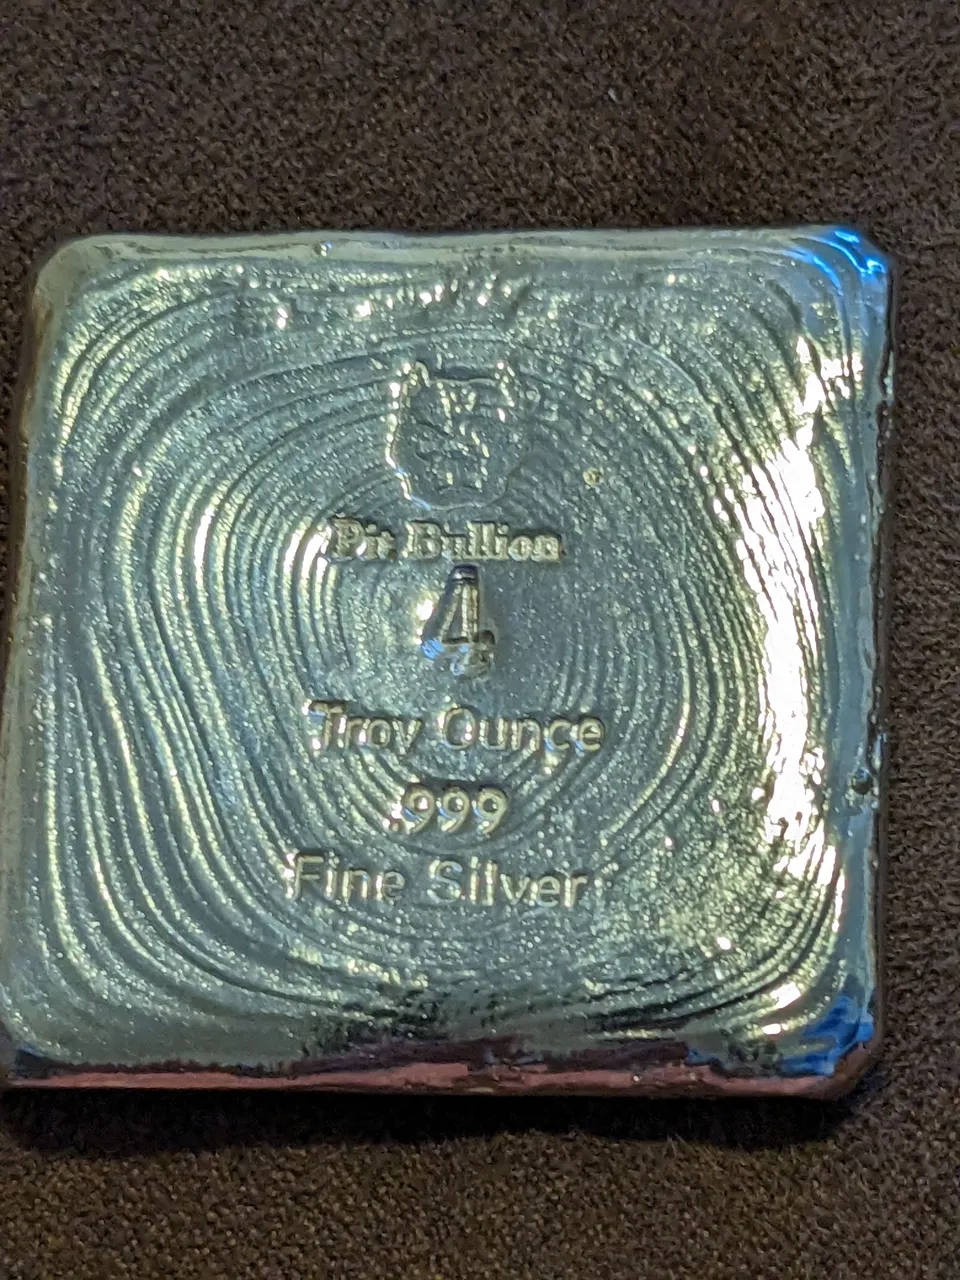 Pit Bullion
4
Troy Ounce
.999
Fine Silver